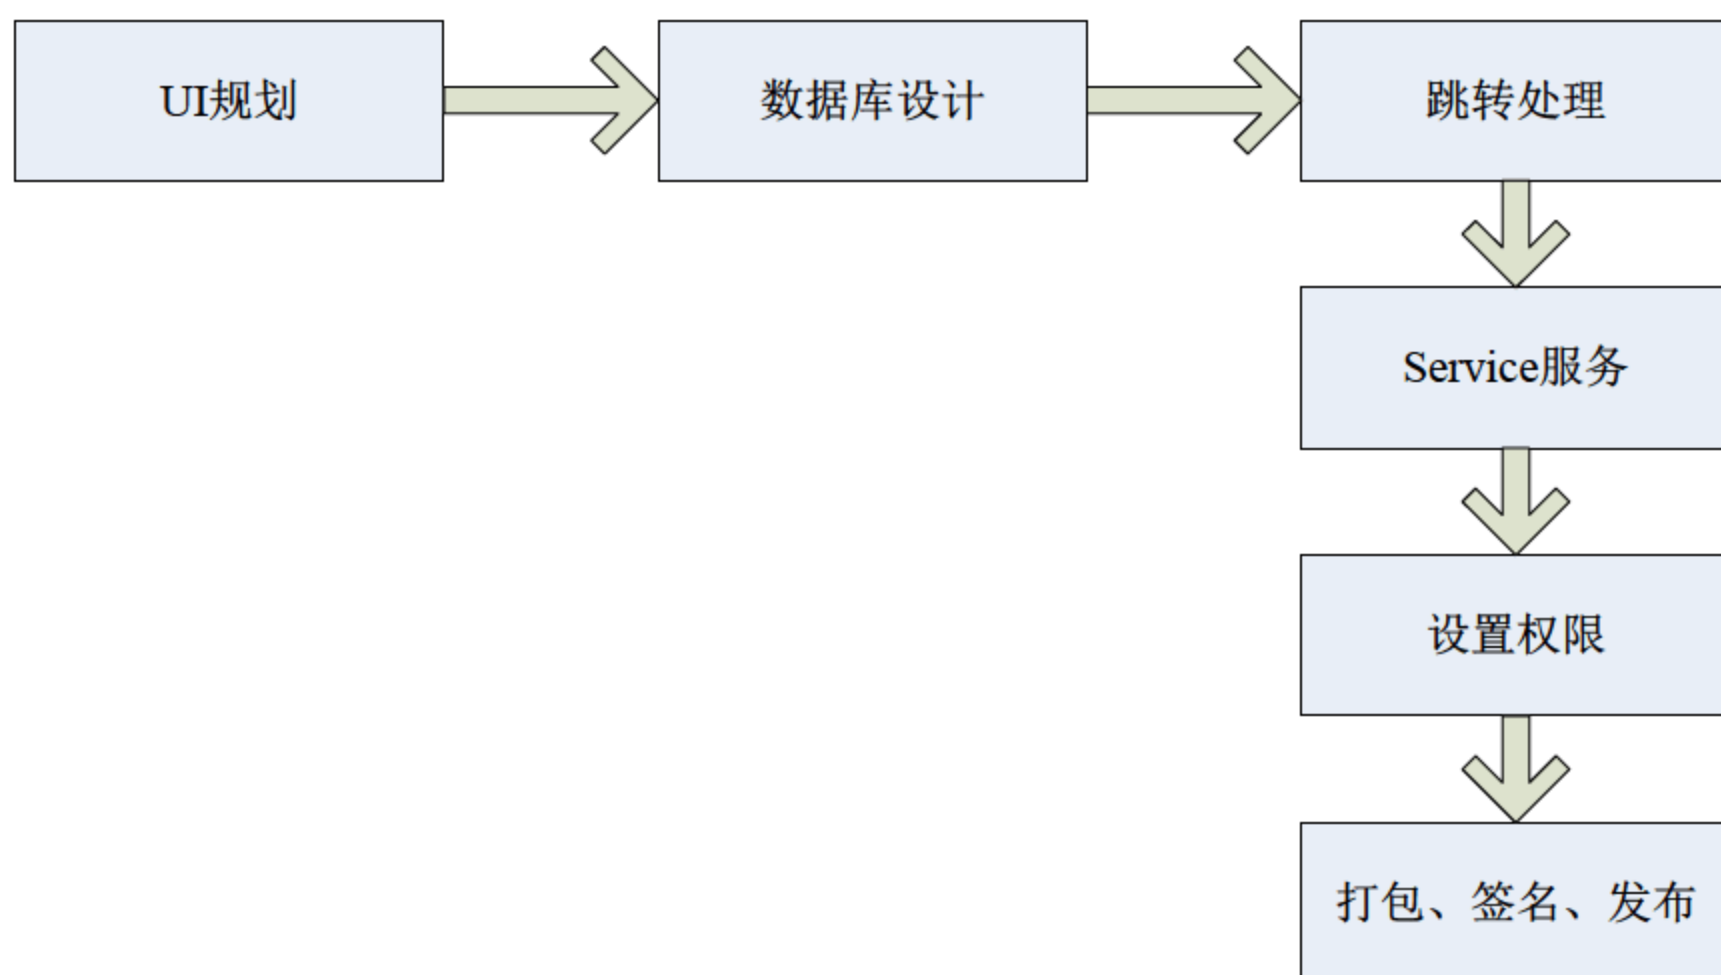 UI规划
数据库设计
跳转处理
Service服务
设置权限
打包、签名、发布